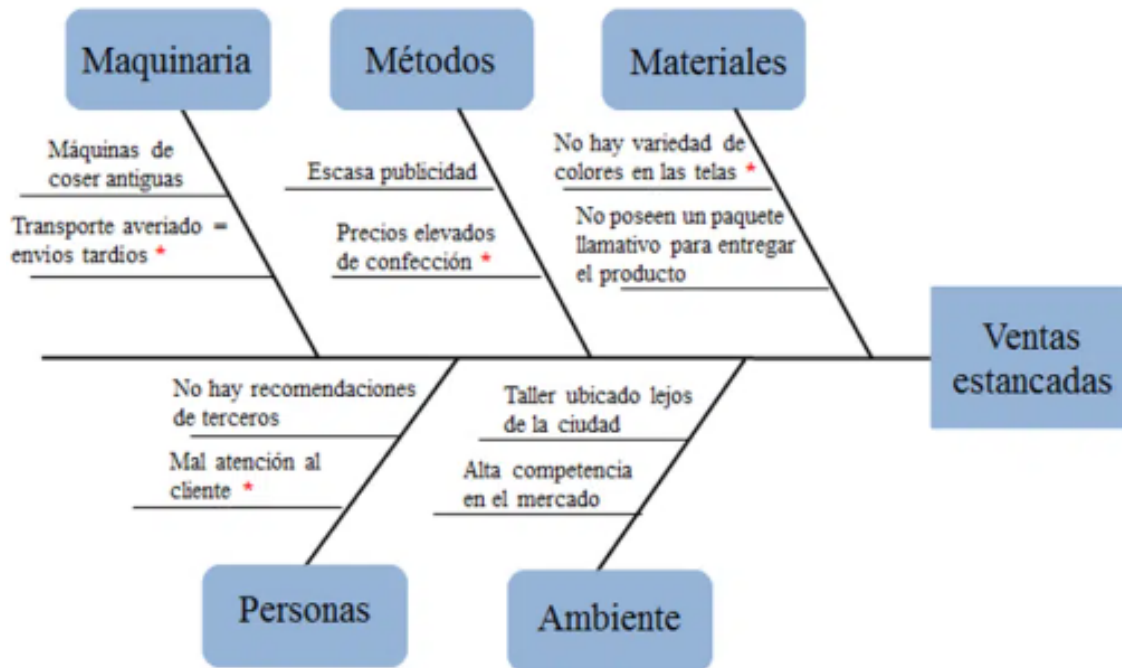 Maquinaria
Métodos
Materiales
Máquinas de
coser antiguas
Transporte averiado =
envios tardíos *
Escasa publicidad
Precios elevados
de confección *
No hay variedad de
colores en las telas *
No poseen un paquete
llamativo para entregar
el producto
Ventas
estancadas
No hay recomendaciones
de terceros
Mal atención al
cliente *
Taller ubicado lejos
de la ciudad
Alta competencia
en el mercado
Personas
Ambiente